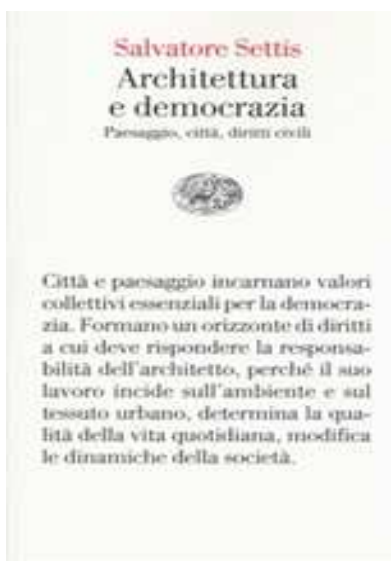 Salvatore Settis
Architettura
e democrazia
Paesaggio, città, diritti civili
Città e paesaggio incarnano valori
collettivi essenziali per la democra-
zia. Formano un orizzonte di diritti
a cui deve rispondere la responsa-
bilità dell'architetto, perché il suo
lavoro incide sull'ambiente e sul
tessuto urbano, determina la qua-
lità della vita quotidiana, modifica
le dinamiche della società.